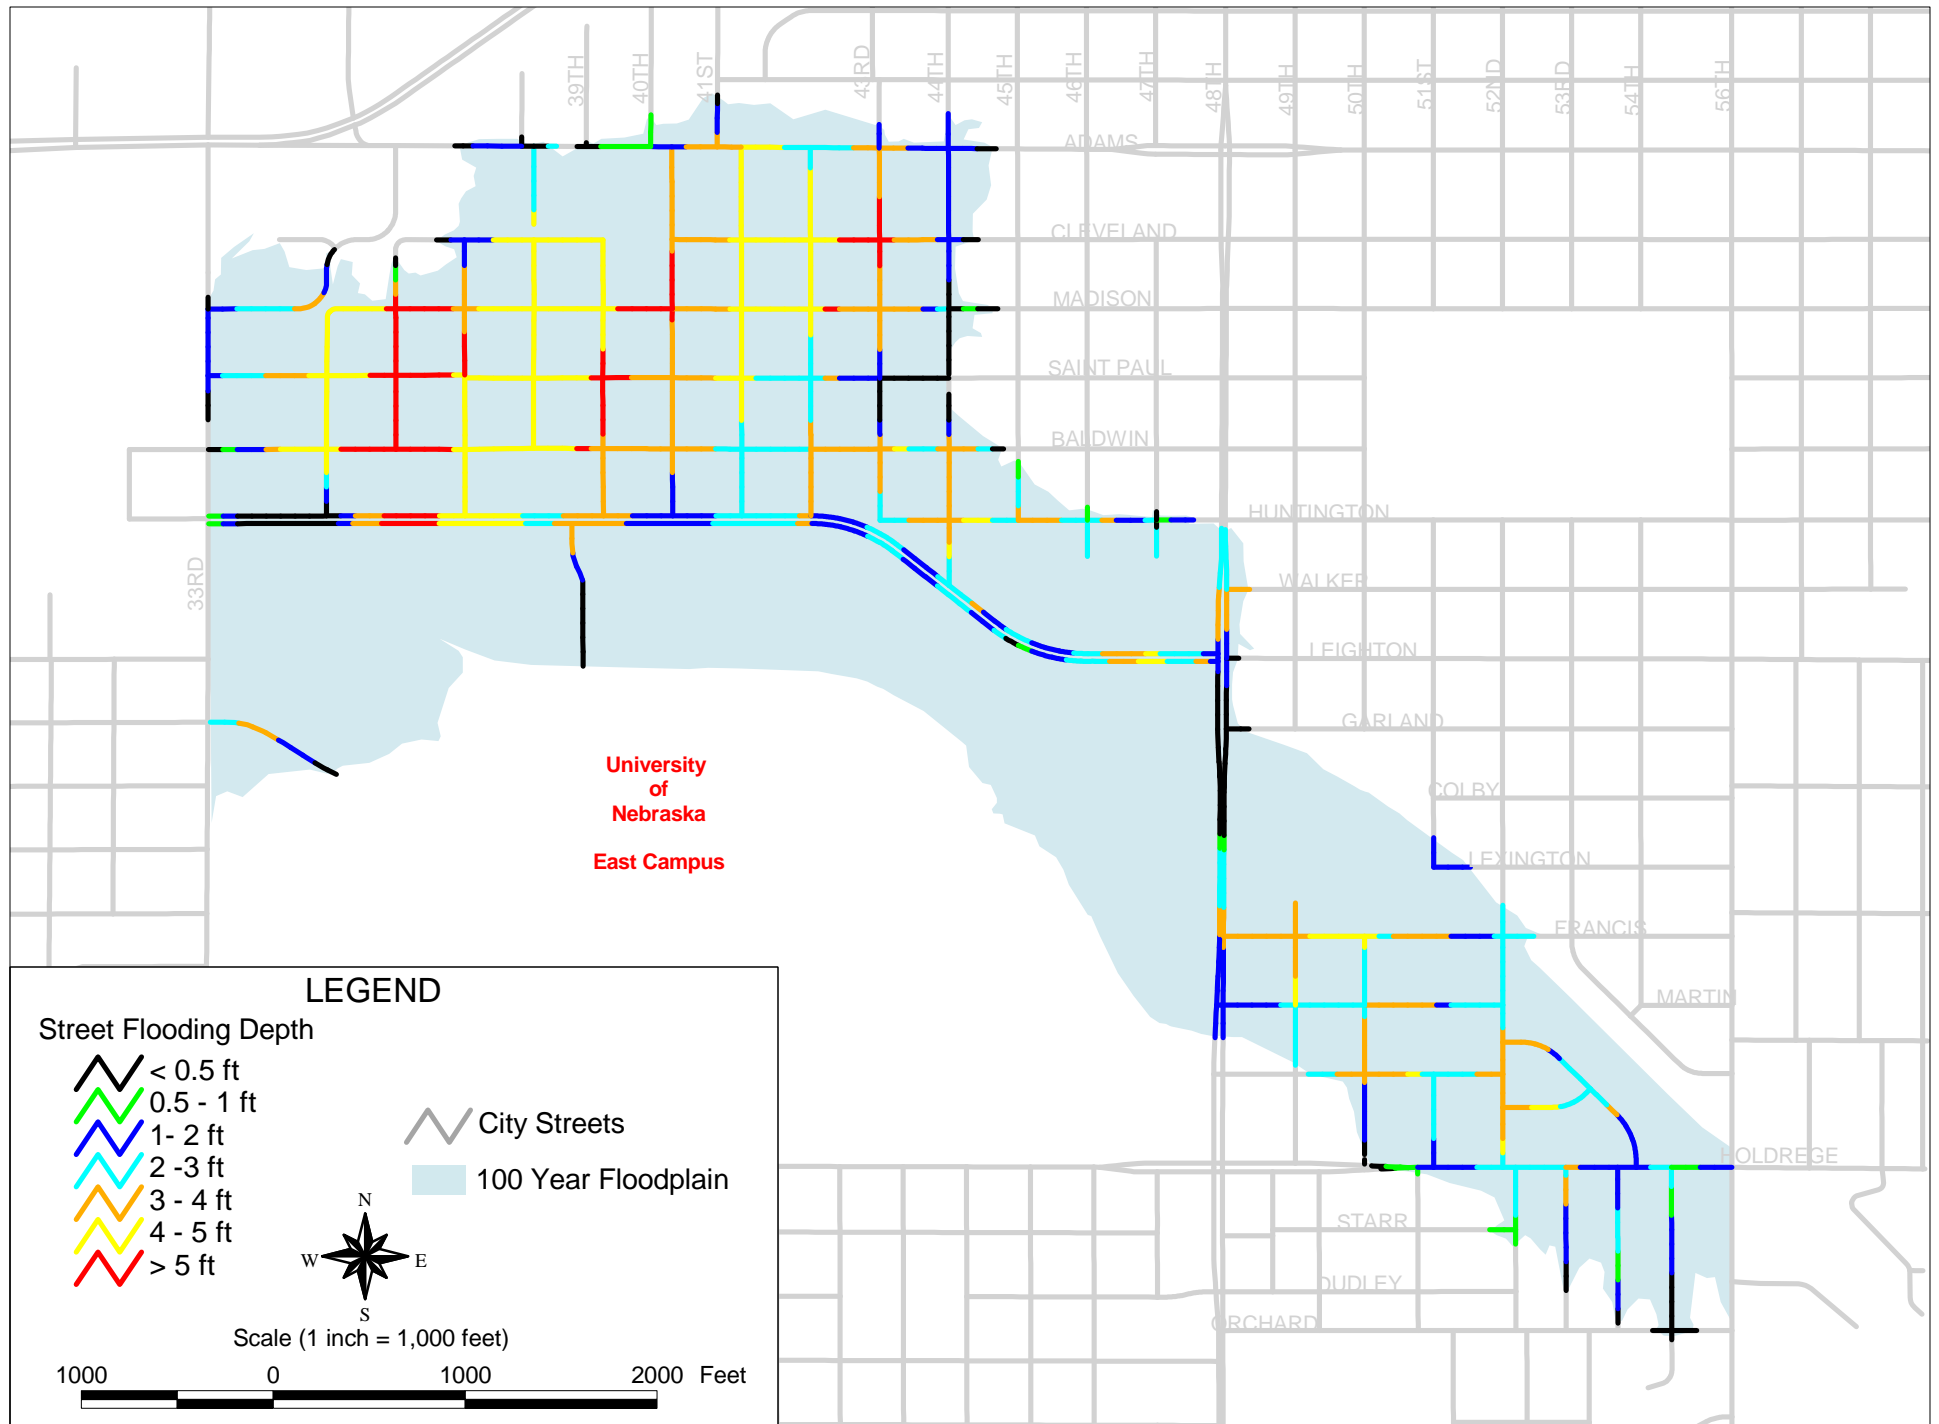 39TH
40TH
41ST
43RD
44TH
45TH
46TH
47TH
48TH
49TH
50TH
51ST
52ND
53RD
54TH
56TH
ADAMS
CLEVELAND
MADISON
SAINT PAUL
BALDWIN
HUNTINGTON
33RD
WALKER
LEIGHTON
GARLAND
University
of
Nebraska
East Campus
COLBY
LEXINGTON
FRANCIS
MARTIN
HOLDREGE
STARR
DUDLEY
ORCHARD
LEGEND
Street Flooding Depth
< 0.5 ft
0.5 - 1 ft
1- 2 ft
2 -3 ft
3 - 4 ft
4 - 5 ft
> 5 ft
City Streets
100 Year Floodplain
N
W E
S
Scale (1 inch = 1,000 feet)
1000 0 1000 2000 Feet